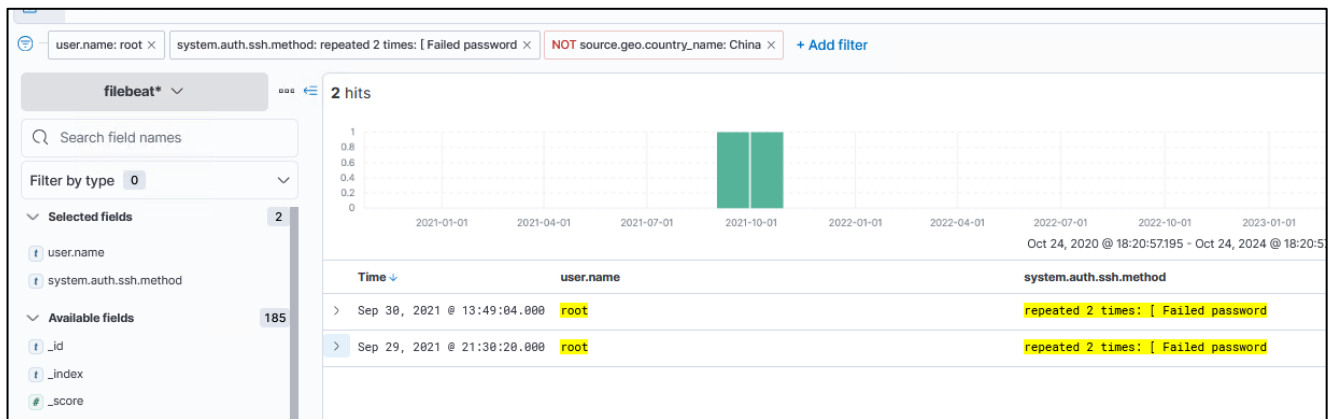 user.name: root × system.auth.ssh.method: repeated 2 times: [ Failed password × NOT source.geo.country_name: China × + Add filter
filebeat*
2 hits
Search field names
Filter by type 0
Selected fields 2
user.name
system.auth.ssh.method
Available fields 185
_id
_index
_score
1
0.8
0.6
0.4
0.2
0
2021-01-01 2021-04-01 2021-07-01 2021-10-01 2022-01-01 2022-04-01 2022-07-01 2022-10-01 2023-01-01
Oct 24, 2020 @ 18:20:57.195 - Oct 24, 2024 @ 18:20:5
Time user.name system.auth.ssh.method
Sep 30, 2021 @ 13:49:04.000 root repeated 2 times: [ Failed password
Sep 29, 2021 @ 21:30:20.000 root repeated 2 times: [ Failed password